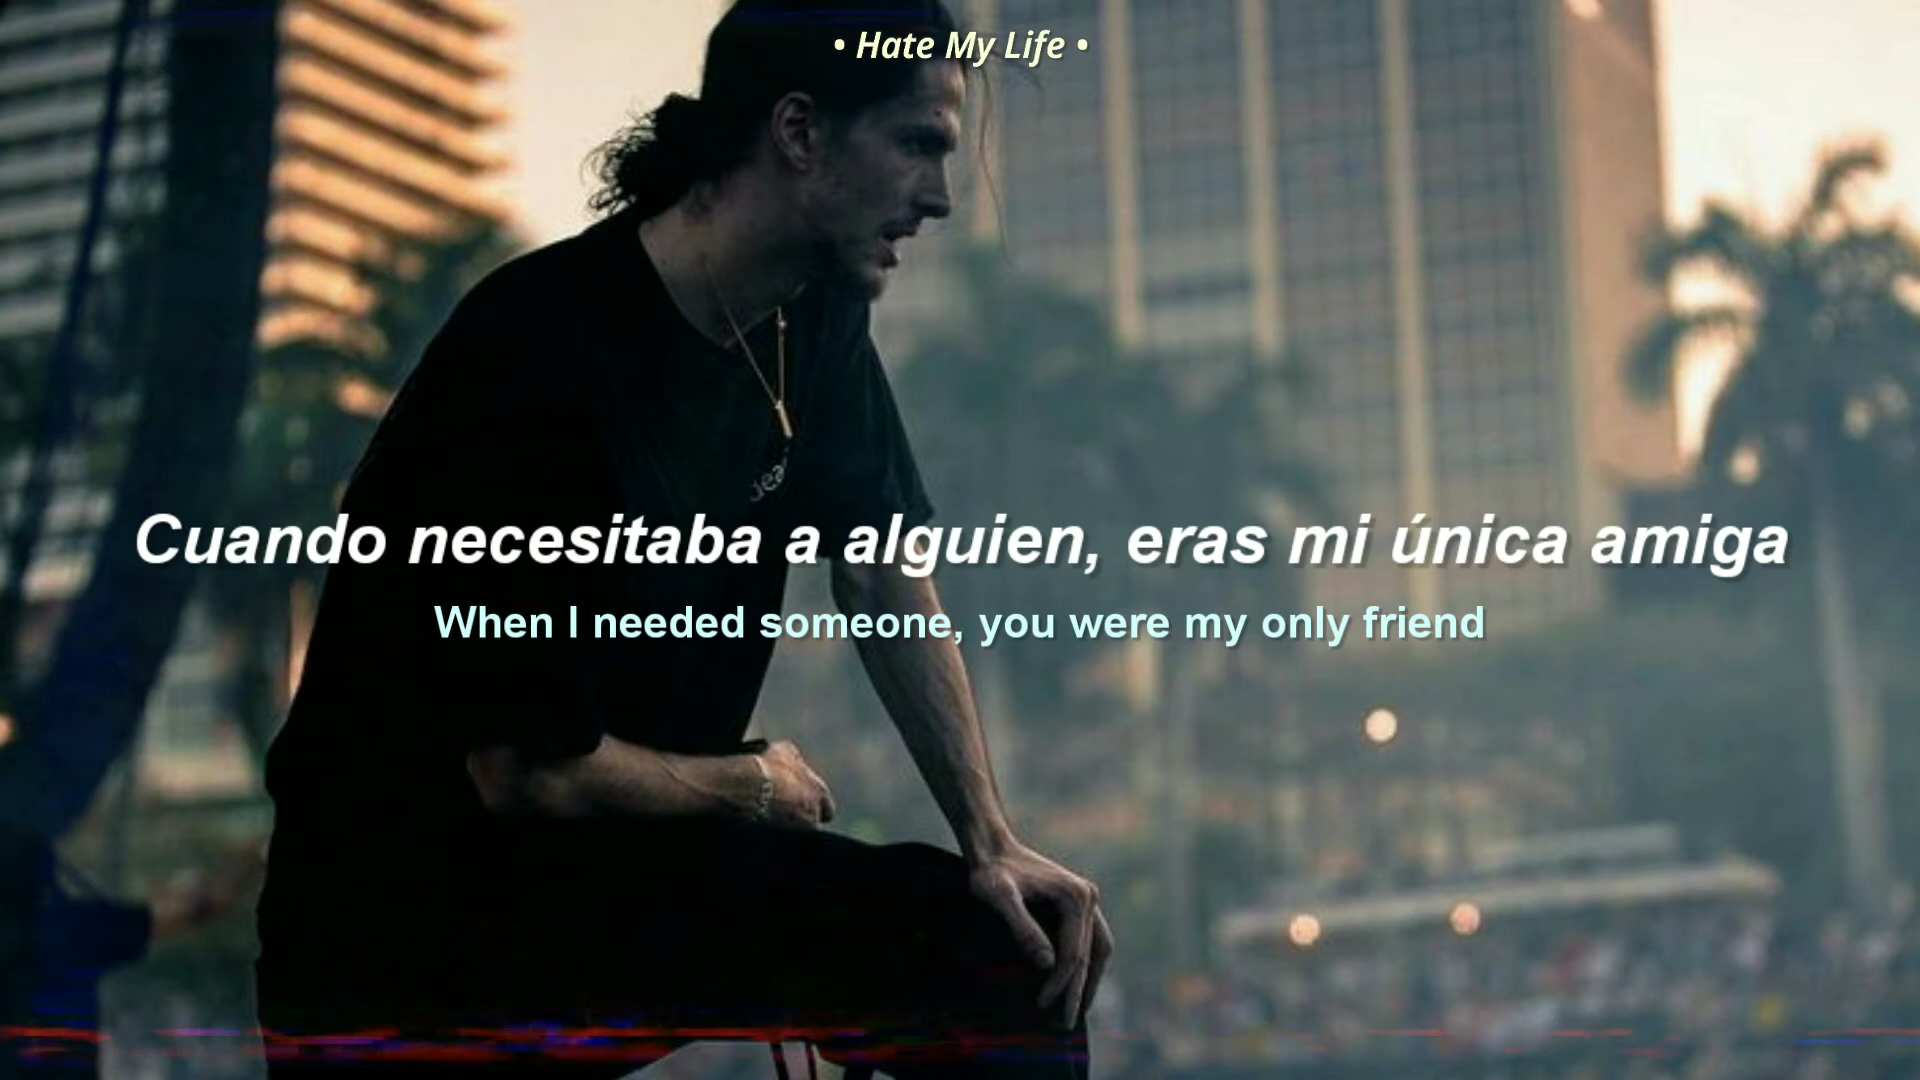 • Hate My Life •
Cuando necesitaba a alguien, eras mi única amiga
When I needed someone, you were my only friend